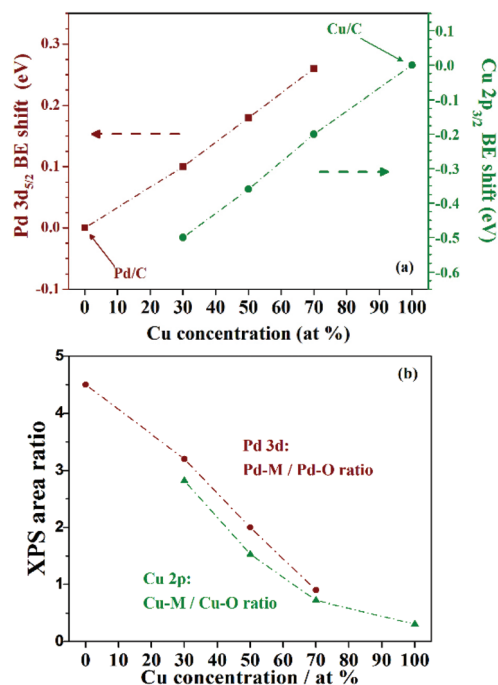 Pd 3d5/2 BE shift (eV)
0.3
0.2
0.1
0.0
-0.1
Pd/C
Cu/C
(a)
0.1
-0.0
-0.1
-0.2
-0.3
-0.4
-0.5
-0.6
Cu 2p3/2 BE shift (eV)
0 10 20 30 40 50 60 70 80 90 100
Cu concentration (at %)
XPS area ratio
5
4
3
2
1
0
(b)
Pd 3d:
Pd-M / Pd-O ratio
Cu 2p:
Cu-M / Cu-O ratio
0 10 20 30 40 50 60 70 80 90 100
Cu concentration / at %